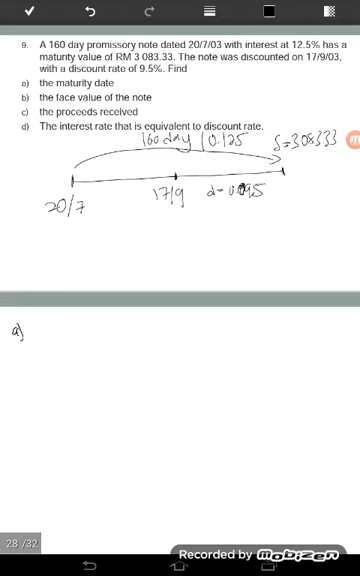 9. A 160 day promissory note dated 20/7/03 with interest at 12.5% has a
maturity value of RM 3 083.33. The note was discounted on 17/9/03,
with a discount rate of 9.5%. Find
a) the maturity date
b) the face value of the note
c) the proceeds received
d) The interest rate that is equivalent to discount rate.
160 day | 0.125
S=308333
20/7
17/9
d=0.095
a)
28 /32
Recorded by mobizen